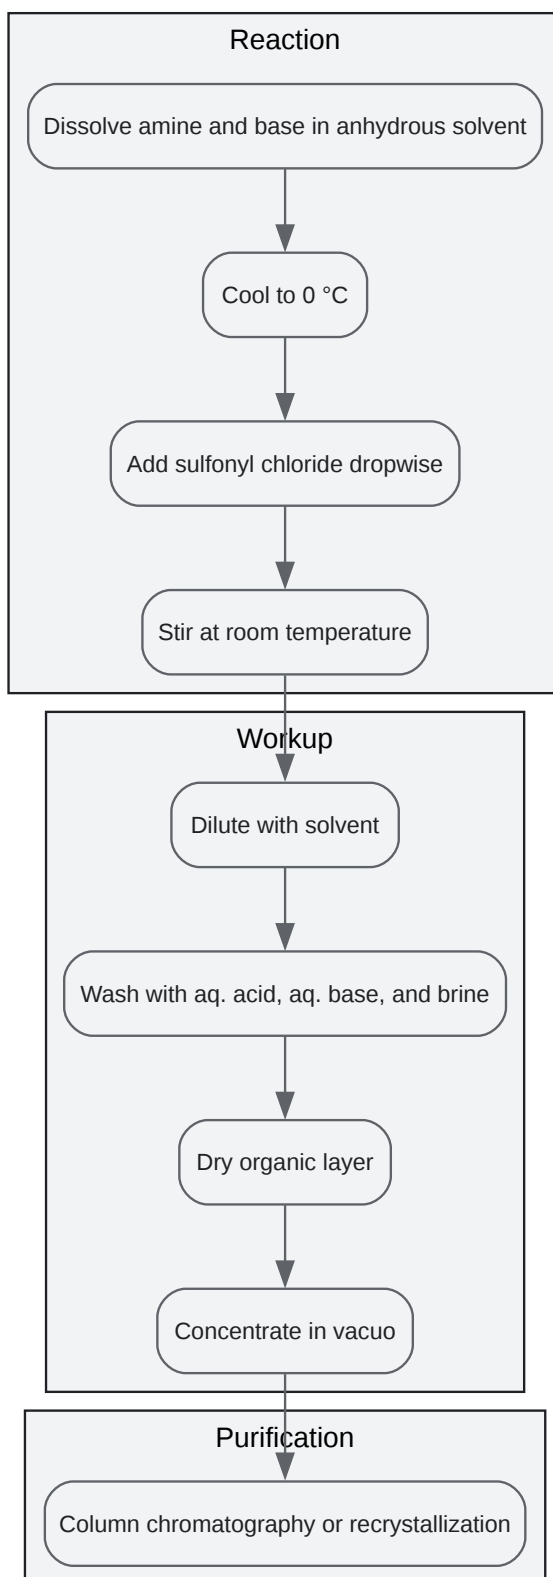 Reaction
Dissolve amine and base in anhydrous solvent
Cool to 0 °C
Add sulfonyl chloride dropwise
Stir at room temperature
Workup
Dilute with solvent
Wash with aq. acid, aq. base, and brine
Dry organic layer
Concentrate in vacuo
Purification
Column chromatography or recrystallization